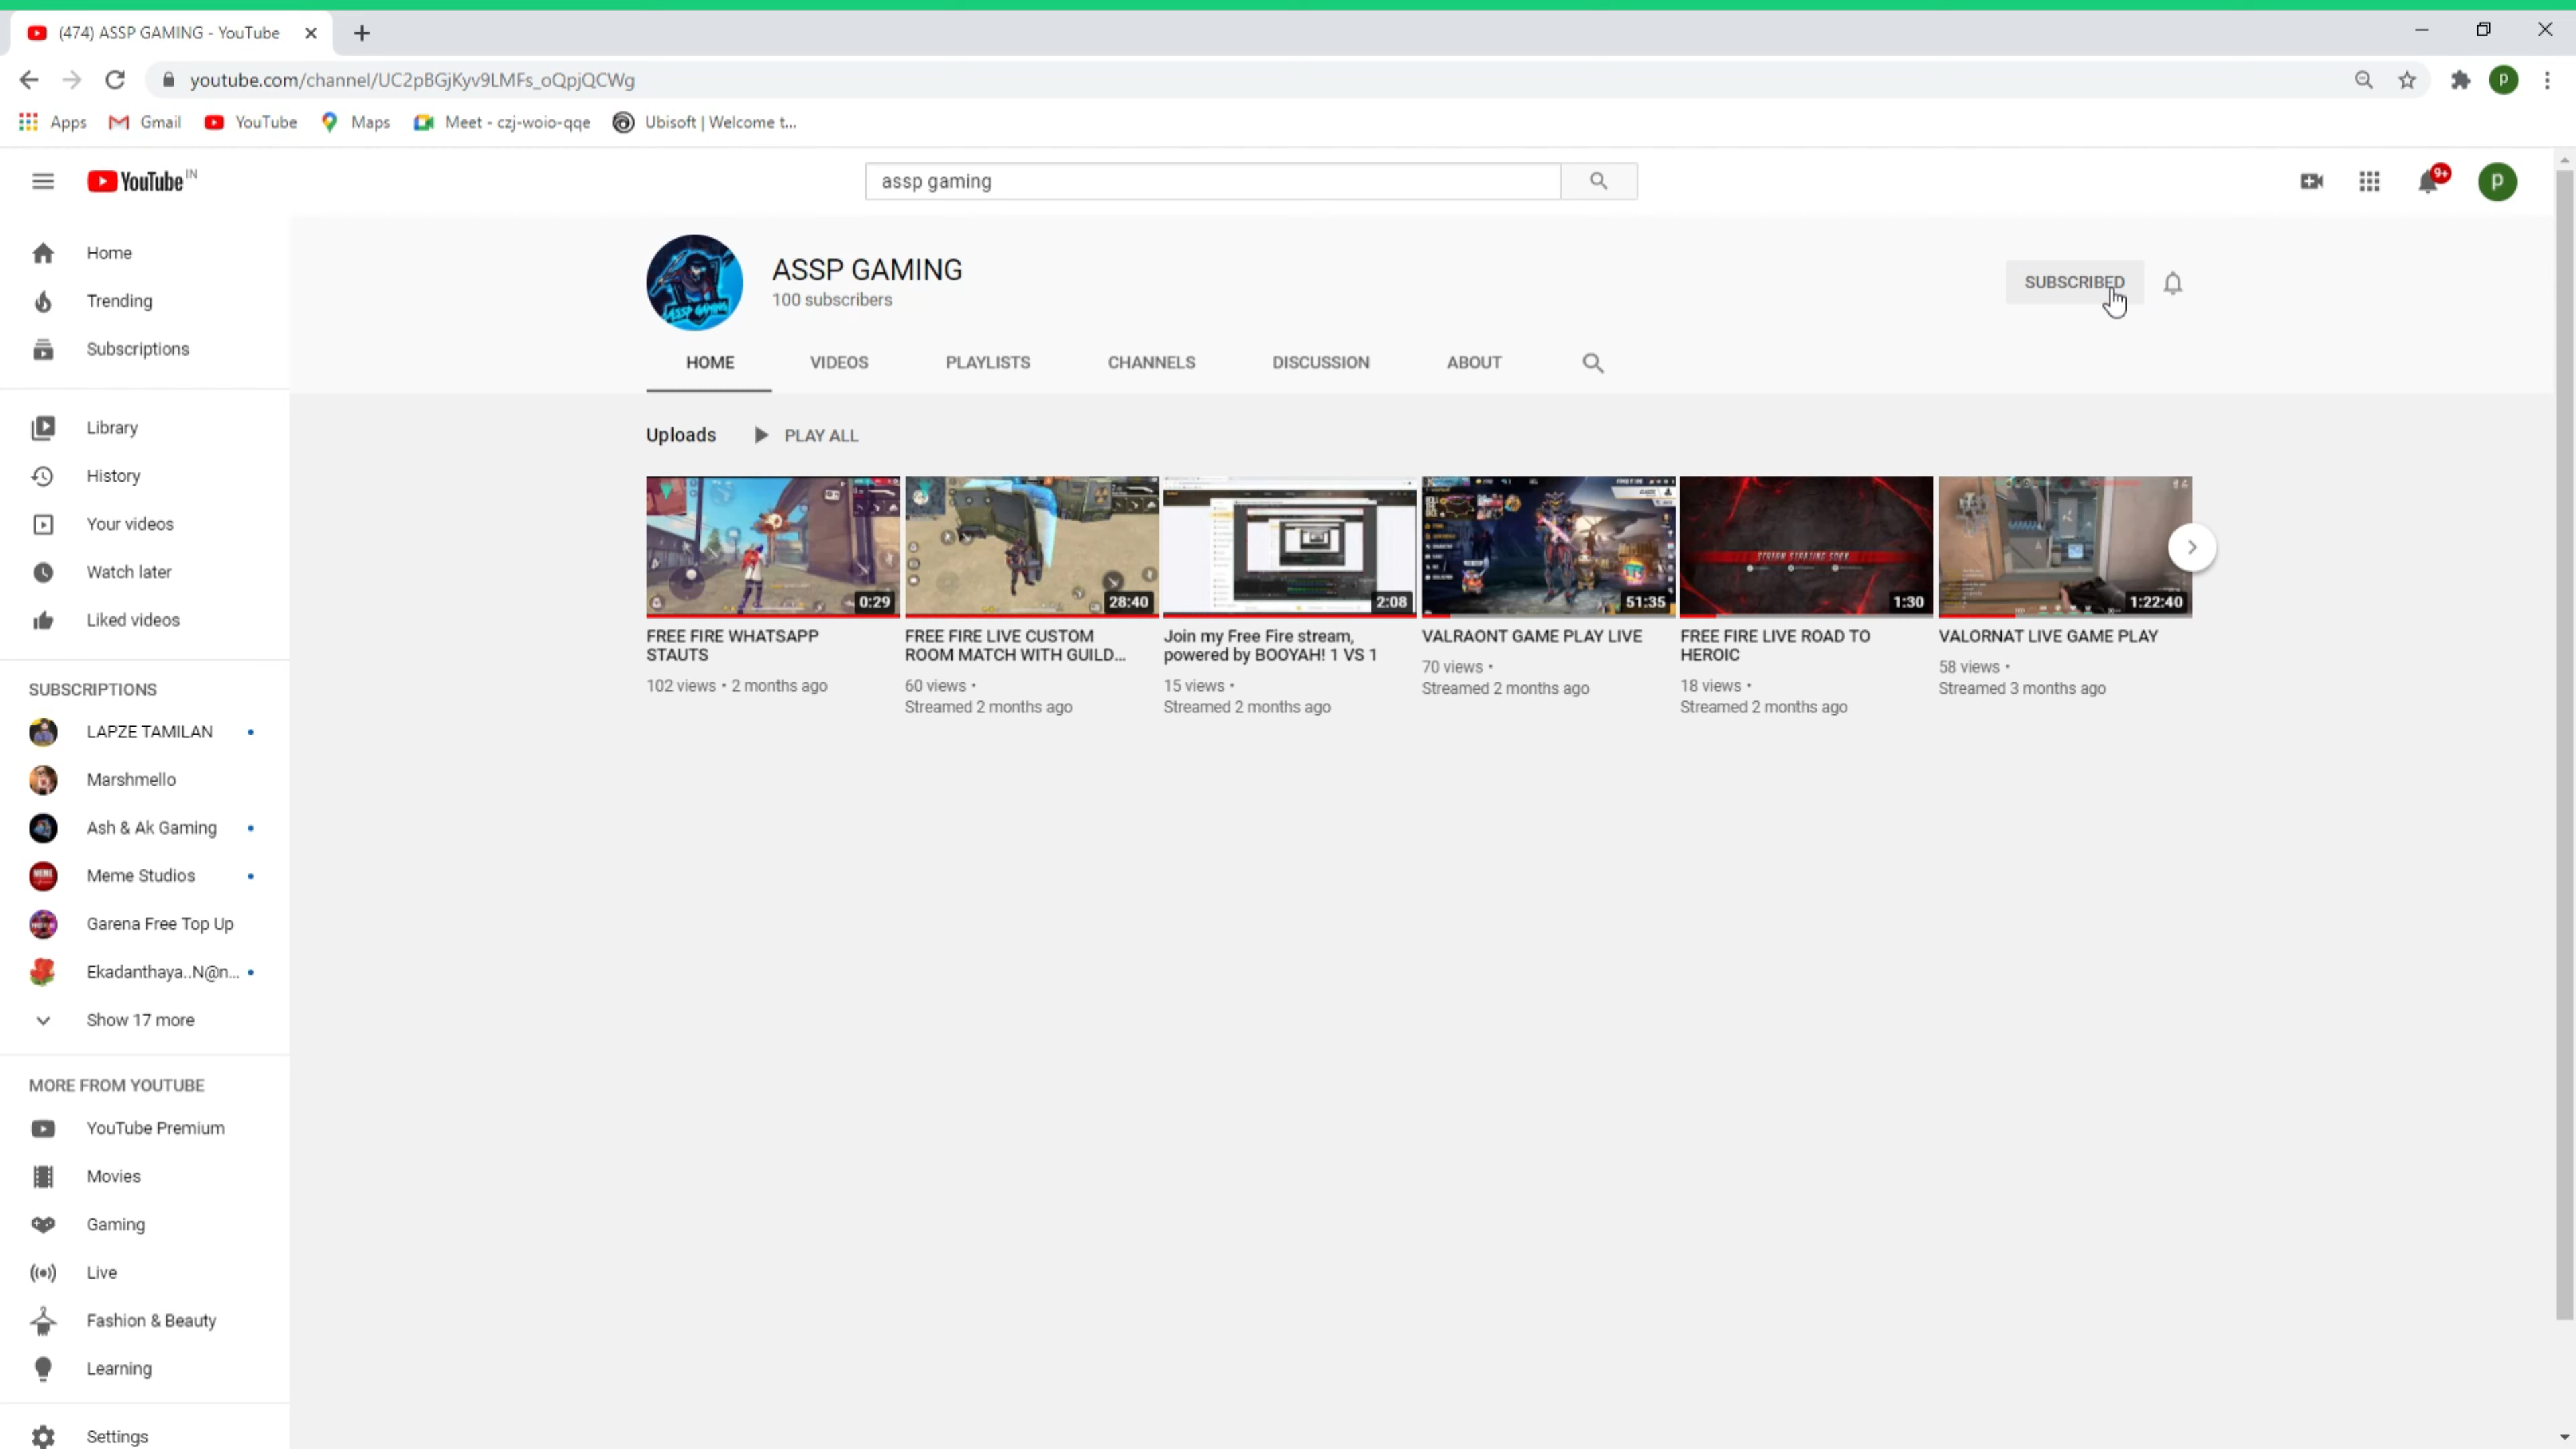 (474) ASSP GAMING - YouTube
youtube.com/channel/UC2pBGjKyv9LMFs_oQpjQCWg
P
Apps
Gmail
YouTube
Maps
Meet - czj-woio-qqe
Ubisoft | Welcome t...
YouTube IN
assp gaming
9+
p
Home
Trending
Subscriptions
Library
History
Your videos
Watch later
Liked videos
SUBSCRIPTIONS
LAPZE TAMILAN
Marshmello
Ash & Ak Gaming
Meme Studios
Garena Free Top Up
Ekadanthaya..N@n...
Show 17 more
MORE FROM YOUTUBE
YouTube Premium
Movies
Gaming
Live
Fashion & Beauty
Learning
Settings
ASSP GAMING
ASSP GAMING
100 subscribers
SUBSCRIBED
HOME
VIDEOS
PLAYLISTS
CHANNELS
DISCUSSION
ABOUT
Uploads
PLAY ALL
0:29
FREE FIRE WHATSAPP
STAUTS
102 views • 2 months ago
28:40
FREE FIRE LIVE CUSTOM
ROOM MATCH WITH GUILD...
60 views •
Streamed 2 months ago
2:08
Join my Free Fire stream,
powered by BOOYAH! 1 VS 1
15 views •
Streamed 2 months ago
51:35
VALRAONT GAME PLAY LIVE
70 views •
Streamed 2 months ago
STREAM STRATING SOON
1:30
FREE FIRE LIVE ROAD TO
HEROIC
18 views •
Streamed 2 months ago
1:22:40
VALORNAT LIVE GAME PLAY
58 views •
Streamed 3 months ago